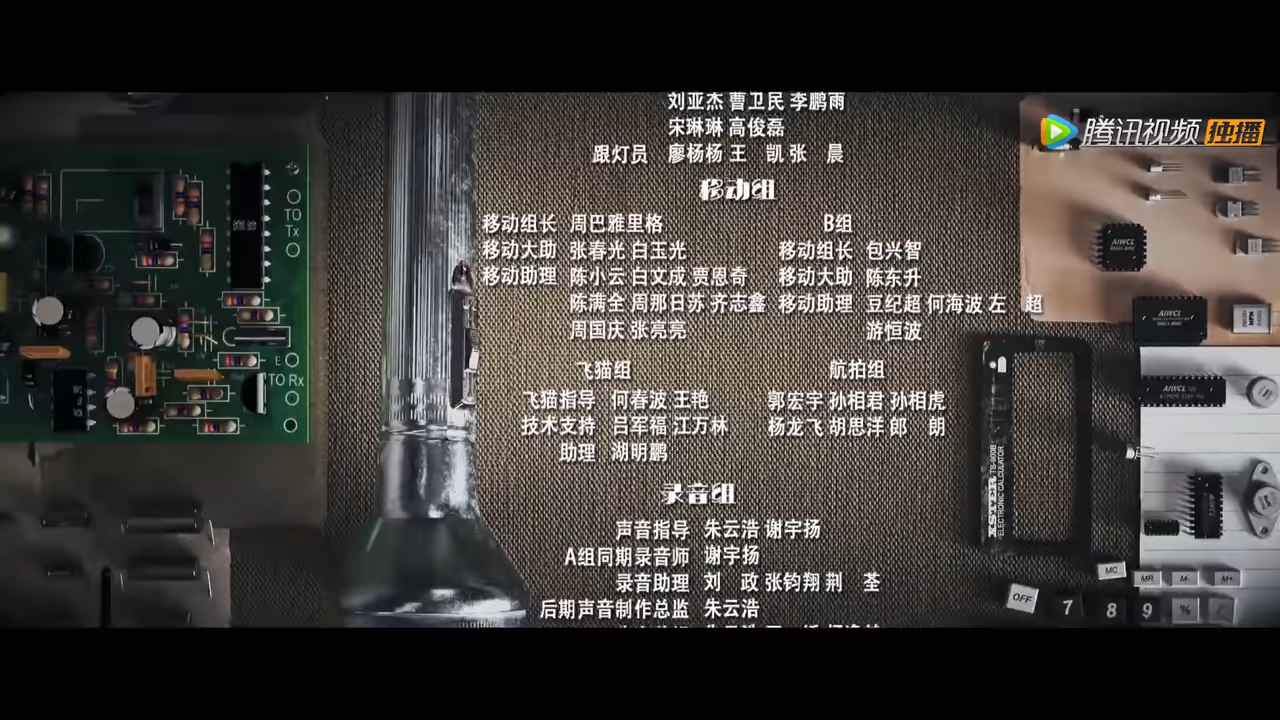 刘亚杰 曹卫民 李鹏雨
宋琳琳 高俊磊
跟灯员 廖杨杨 王 凯 张 晨
腾讯视频 独播
移动组
移动组长 周巴雅里格
B组
移动大助 张春光 白玉光
移动组长 包兴智
移动助理 陈小云 白文成 贾恩奇
移动大助 陈东升
陈满全 周那日苏 齐志鑫
移动助理 豆纪超 何海波 左 超
周国庆 张亮亮
游恒波
飞猫组
航拍组
飞猫指导 何春波 王艳
郭宏宇 孙相君 孙相虎
技术支持 吕军福 江万林
杨龙飞 胡思洋 郎 朗
助理 湖明鹏
录音组
声音指导 朱云浩 谢宇扬
A组同期录音师 谢宇扬
录音助理 刘 政 张钧翔 荆 荃
后期声音制作总监 朱云浩
TO
Tx
E
TO Rx
AIWCL
AIWCL
AIWCL
TS-900B
ELECTRONIC CALCULATOR
MC
MR
M-
M+
OFF
7
8
9
%